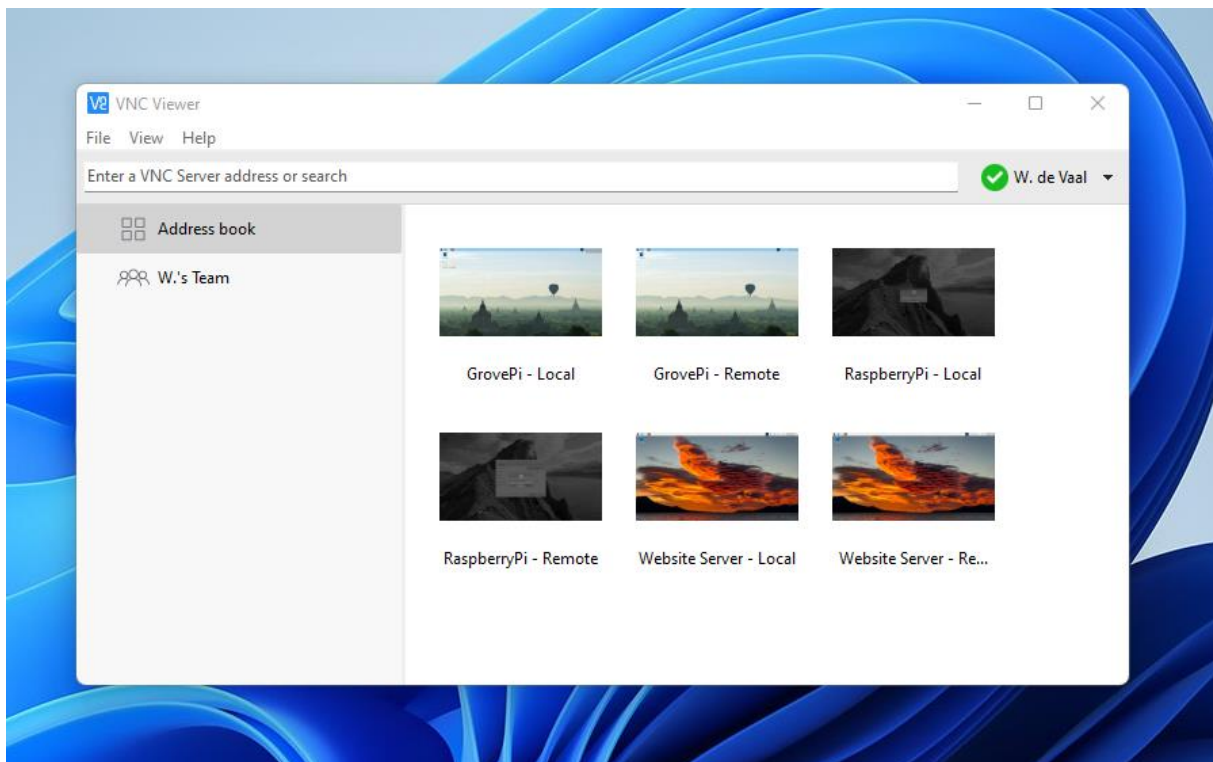 VNC Viewer
File View Help
Enter a VNC Server address or search
W. de Vaal
Address book
W.'s Team
GrovePi - Local
GrovePi - Remote
RaspberryPi - Local
RaspberryPi - Remote
Website Server - Local
Website Server - Re...